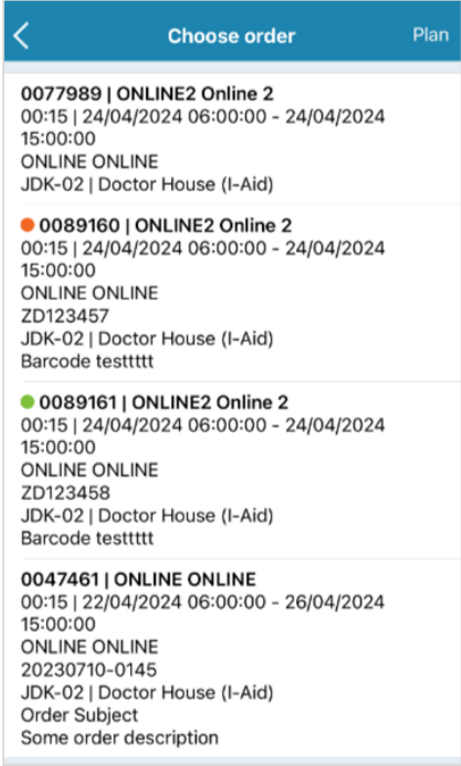 Choose order
Plan
0077989 | ONLINE2 Online 2
00:15 | 24/04/2024 06:00:00 - 24/04/2024
15:00:00
ONLINE ONLINE
JDK-02 | Doctor House (I-Aid)
0089160 | ONLINE2 Online 2
00:15 | 24/04/2024 06:00:00 - 24/04/2024
15:00:00
ONLINE ONLINE
ZD123457
JDK-02 | Doctor House (I-Aid)
Barcode testtttt
0089161 | ONLINE2 Online 2
00:15 | 24/04/2024 06:00:00 - 24/04/2024
15:00:00
ONLINE ONLINE
ZD123458
JDK-02 | Doctor House (I-Aid)
Barcode testtttt
0047461 | ONLINE ONLINE
00:15 | 22/04/2024 06:00:00 - 26/04/2024
15:00:00
ONLINE ONLINE
20230710-0145
JDK-02 | Doctor House (I-Aid)
Order Subject
Some order description